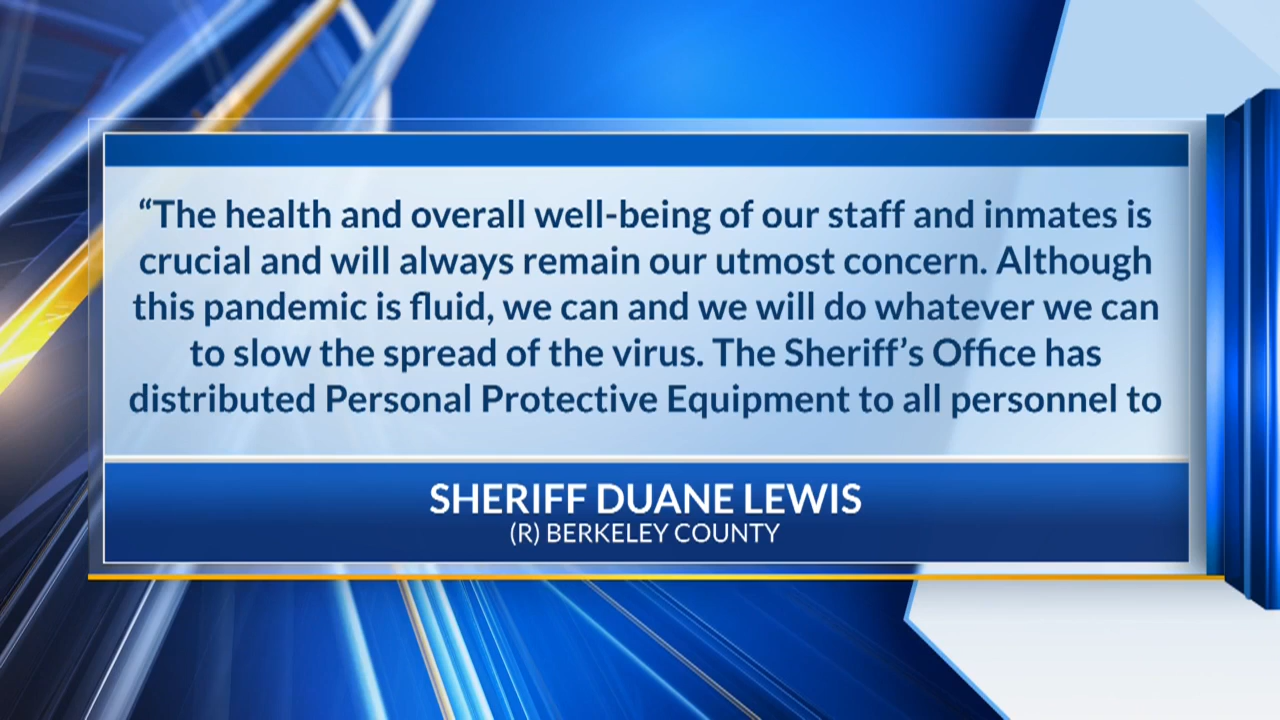 “The health and overall well-being of our staff and inmates is
crucial and will always remain our utmost concern. Although
this pandemic is fluid, we can and we will do whatever we can
to slow the spread of the virus. The Sheriff’s Office has
distributed Personal Protective Equipment to all personnel to
SHERIFF DUANE LEWIS
(R) BERKELEY COUNTY